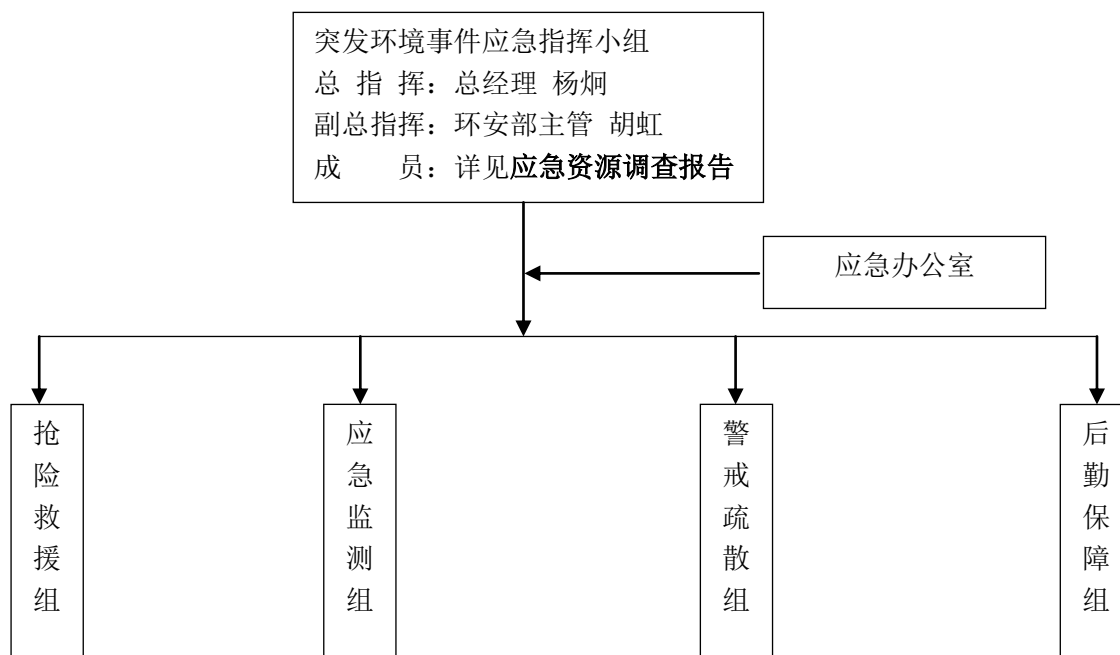 突发环境事件应急指挥小组
总 指 挥：总经理 杨炯
副总指挥：环安部主管 胡虹
成　　员：详见应急资源调查报告
应急办公室
抢险救援组
应急监测组
警戒疏散组
后勤保障组